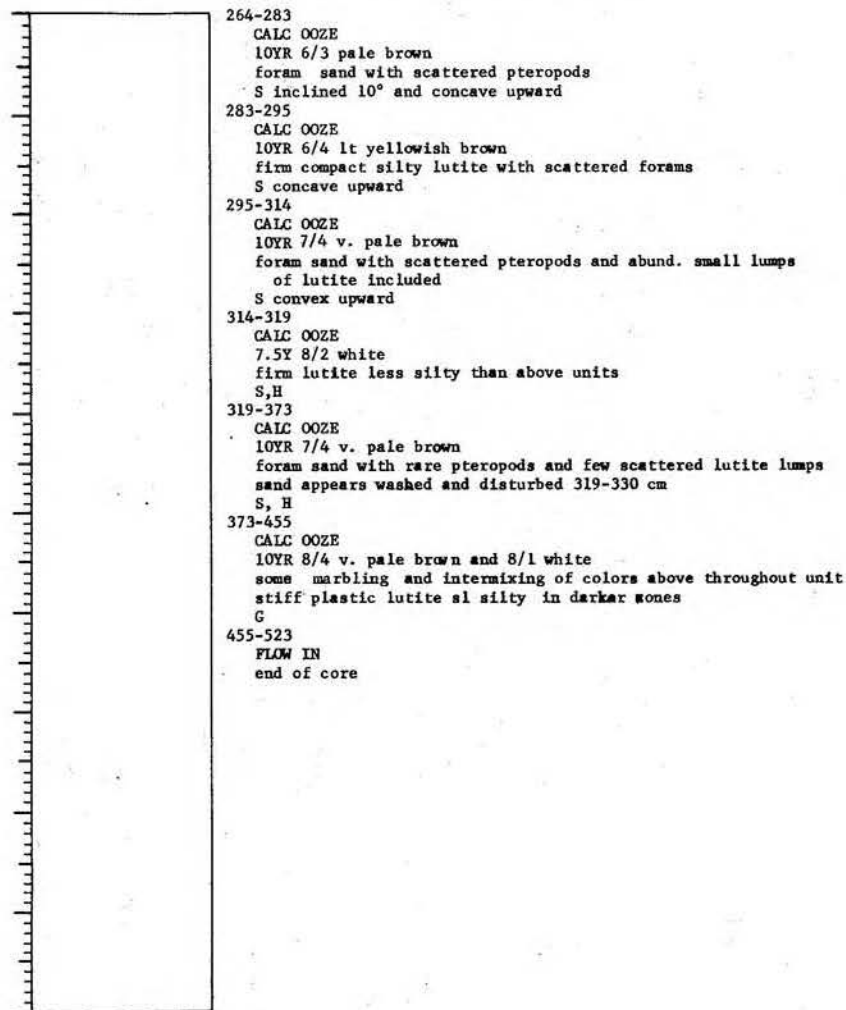 264-283
CALC OOZE
10YR 6/3 pale brown
foram sand with scattered pteropods
S inclined 10° and concave upward
283-295
CALC OOZE
10YR 6/4 lt yellowish brown
firm compact silty lutite with scattered forams
S concave upward
295-314
CALC OOZE
10YR 7/4 v. pale brown
foram sand with scattered pteropods and abund. small lumps
of lutite included
S convex upward
314-319
CALC OOZE
7.5Y 8/2 white
firm lutite less silty than above units
S,H
319-373
CALC OOZE
10YR 7/4 v. pale brown
foram sand with rare pteropods and few scattered lutite lumps
sand appears washed and disturbed 319-330 cm
S, H
373-455
CALC OOZE
10YR 8/4 v. pale brown and 8/1 white
some marbling and intermixing of colors above throughout unit
stiff plastic lutite sl silty in darkar zones
G
455-523
FLOW IN
end of core